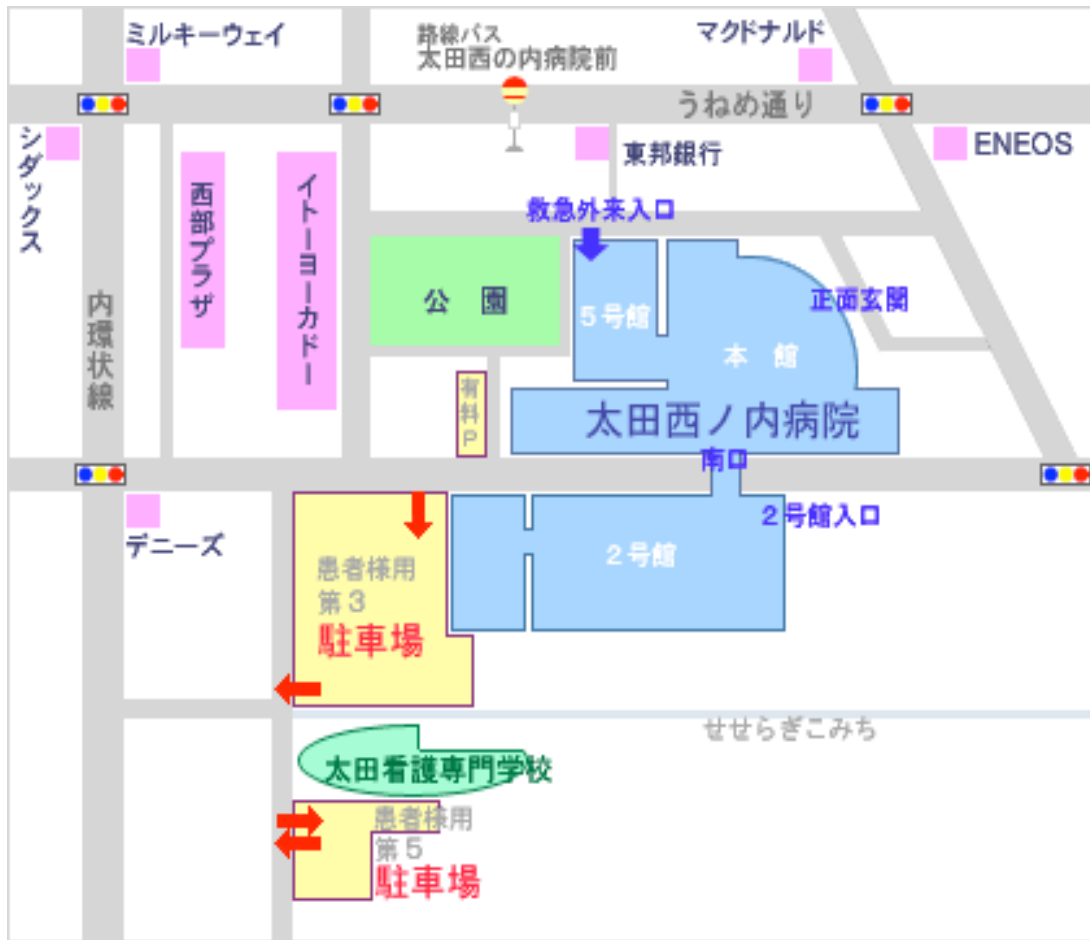 ミルキーウェイ
路線バス
太田西の内病院前
マクドナルド
うねめ通り
シダックス
東邦銀行
ENEOS
西部プラザ
イトーヨーカドー
救急外来入口
公 園
5号館
正面玄関
内環状線
本 館
有料P
太田西ノ内病院
南口
2号館入口
デニーズ
2号館
患者様用
第3
駐車場
せせらぎこみち
太田看護専門学校
患者様用
第5
駐車場